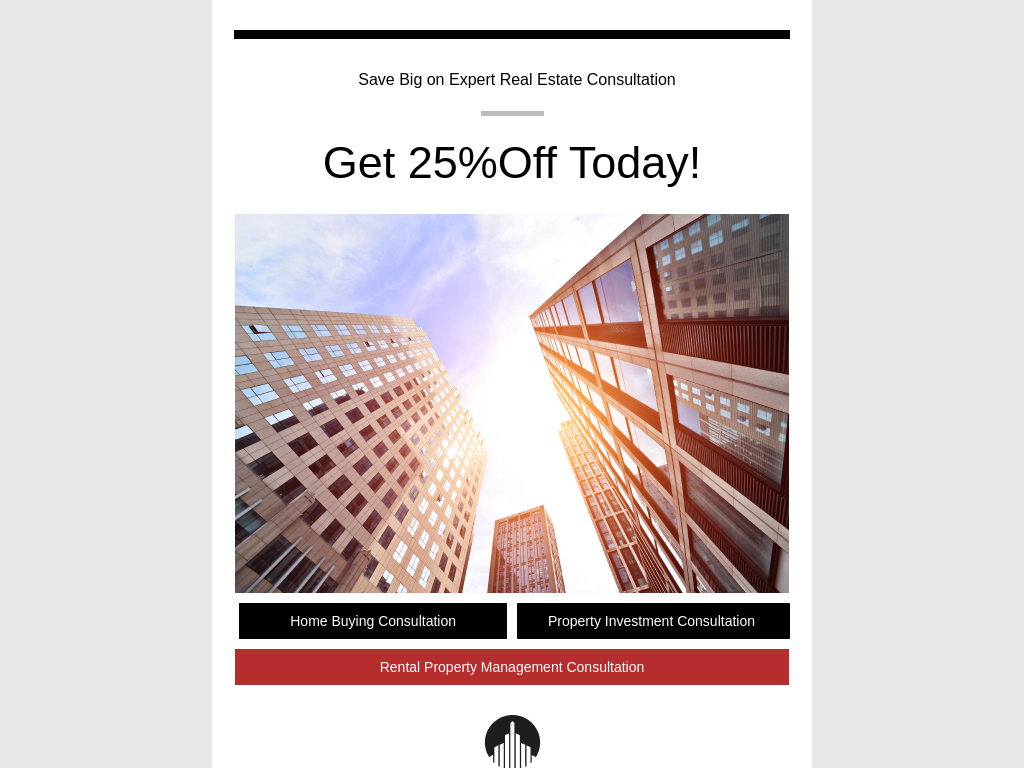 Save Big on Expert Real Estate Consultation
Get 25%Off Today!
Home Buying Consultation
Property Investment Consultation
Rental Property Management Consultation